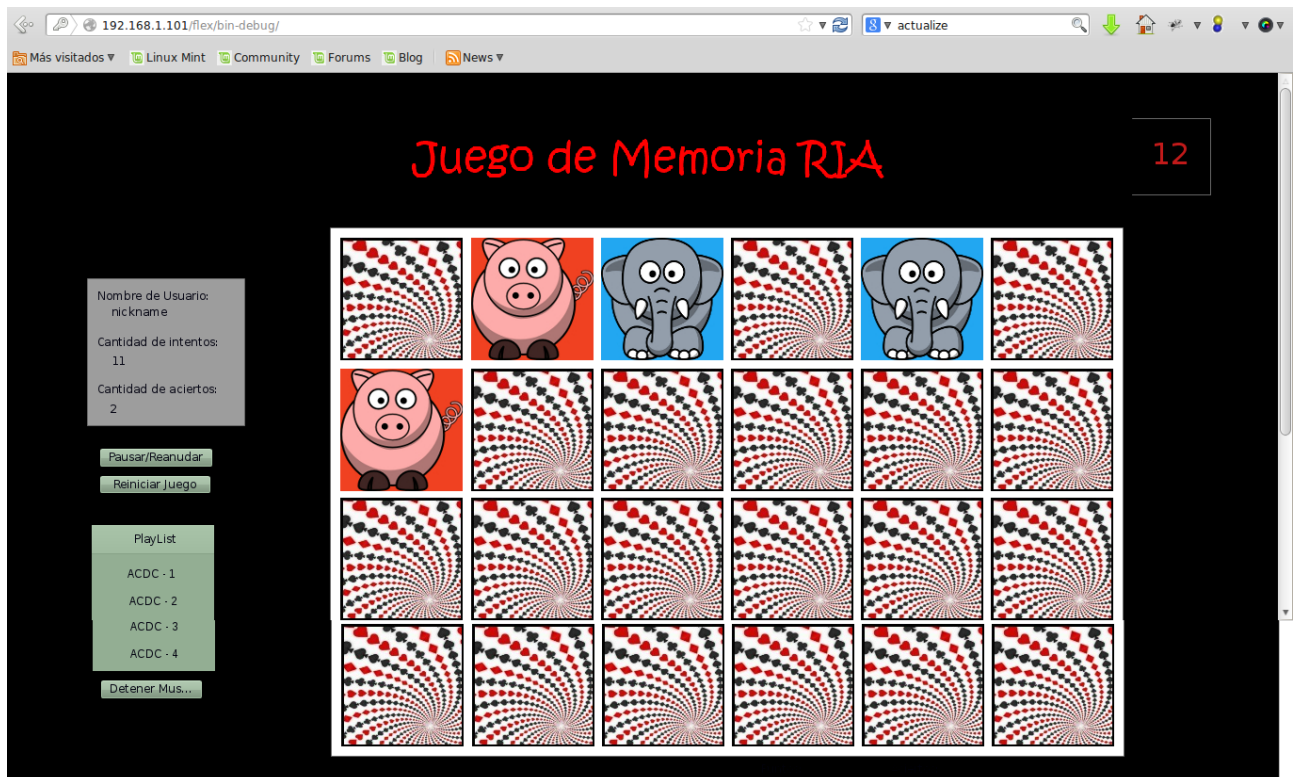 192.168.1.101/flex/bin-debug/
8 actualize
Más visitados Linux Mint Community Forums Blog News
Juego de Memoria RIA
12
Nombre de Usuario:
nickname
Cantidad de intentos:
11
Cantidad de aciertos:
2
Pausar/Reanudar
Reiniciar Juego
PlayList
ACDC - 1
ACDC - 2
ACDC - 3
ACDC - 4
Detener Mus...